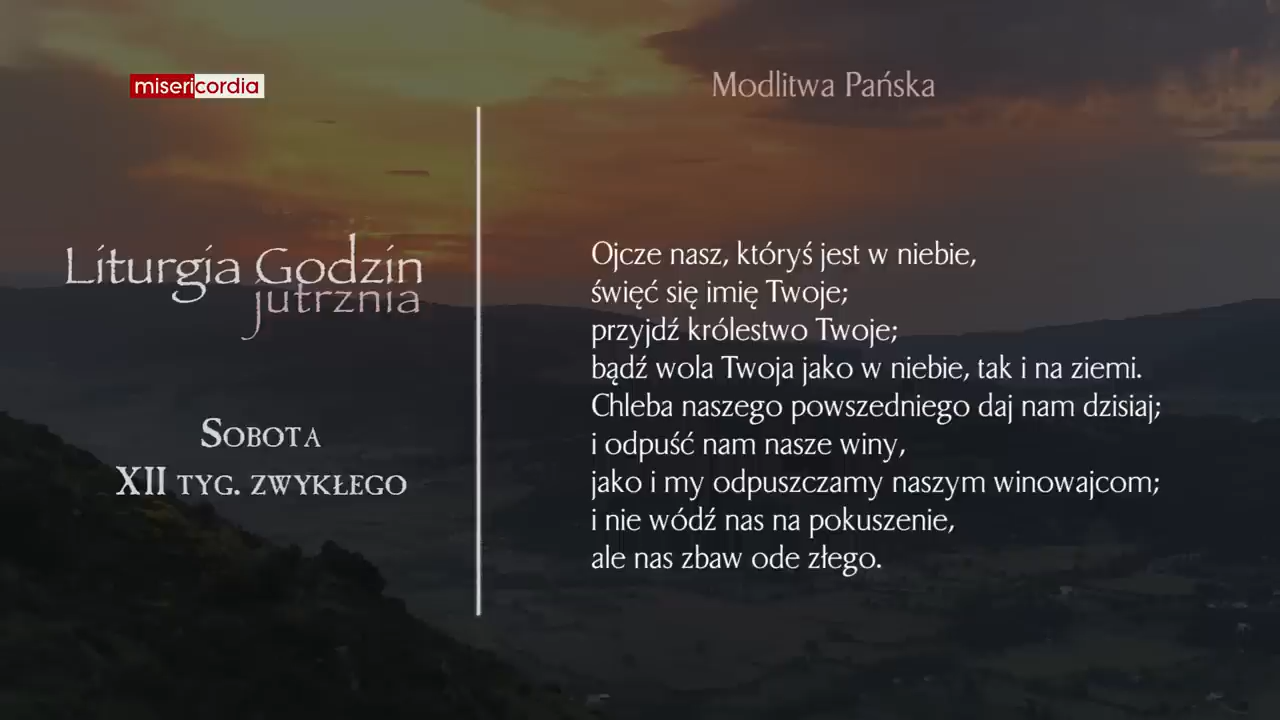 misericordia
Liturgia Godzin
jutrznia
Sobota
XII tyg. zwykłego
Modlitwa Pańska
Ojcze nasz, któryś jest w niebie,
święć się imię Twoje;
przyjdź królestwo Twoje;
bądź wola Twoja jako w niebie, tak i na ziemi.
Chleba naszego powszedniego daj nam dzisiaj;
i odpuść nam nasze winy,
jako i my odpuszczamy naszym winowajcom;
i nie wódź nas na pokuszenie,
ale nas zbaw ode złego.